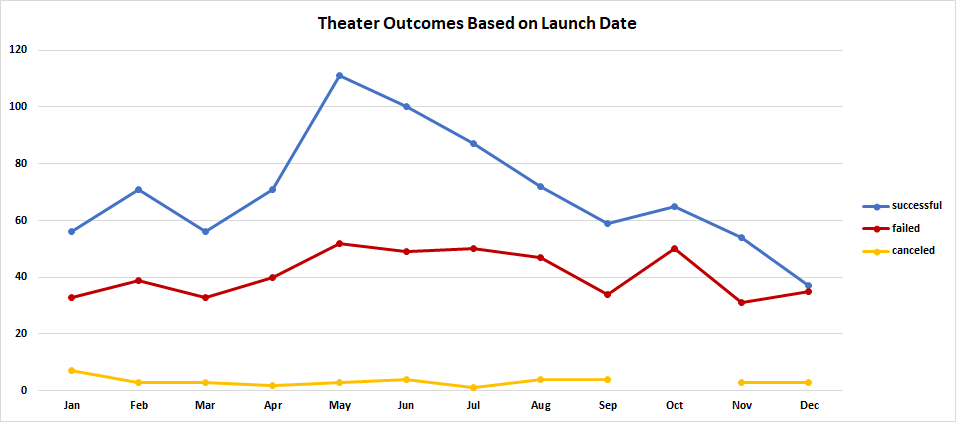 Theater Outcomes Based on Launch Date
120
100
80
60
40
20
0
Jan Feb Mar Apr May Jun Jul Aug Sep Oct Nov Dec
successful
failed
canceled